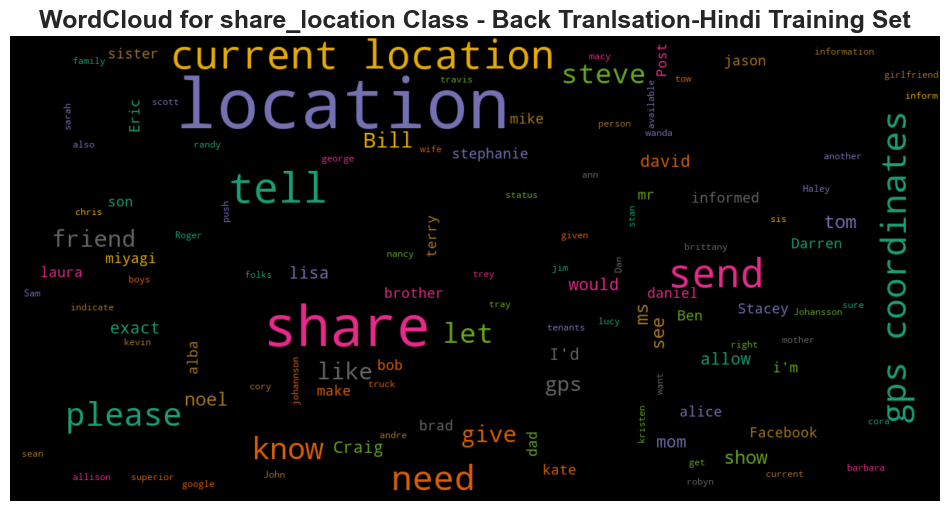 WordCloud for share_location Class - Back Tranlsation-Hindi Training Set
family
sister
current location
steve
macy
Post
jason
information
girlfriend
inform
travis
tow
available
sarah
Eric
scott
location
mike
person
wanda
also
randy
george
Bill
wife
stephanie
david
another
gps coordinates
ann
son
chris
push
tell
status
mr
informed
Haley
stan
sis
tom
friend
miyagi
Roger
terry
nancy
given
brittany
Darren
laura
boys
folks
lisa
trey
jim
Dan
send
would
daniel
Sam
indicate
brother
tray
ms
see
Ben
Stacey
Johansson
sure
exact
kevin
share
let
tenants
lucy
right
mother
alba
johannson
like
bob
I'd
allow
i'm
cory
make
truck
gps
want
noel
please
brad
give
dad
kristen
alice
cora
andre
mom
Facebook
know
Craig
show
sean
allison
superior
google
John
need
kate
get
robyn
current
barbara